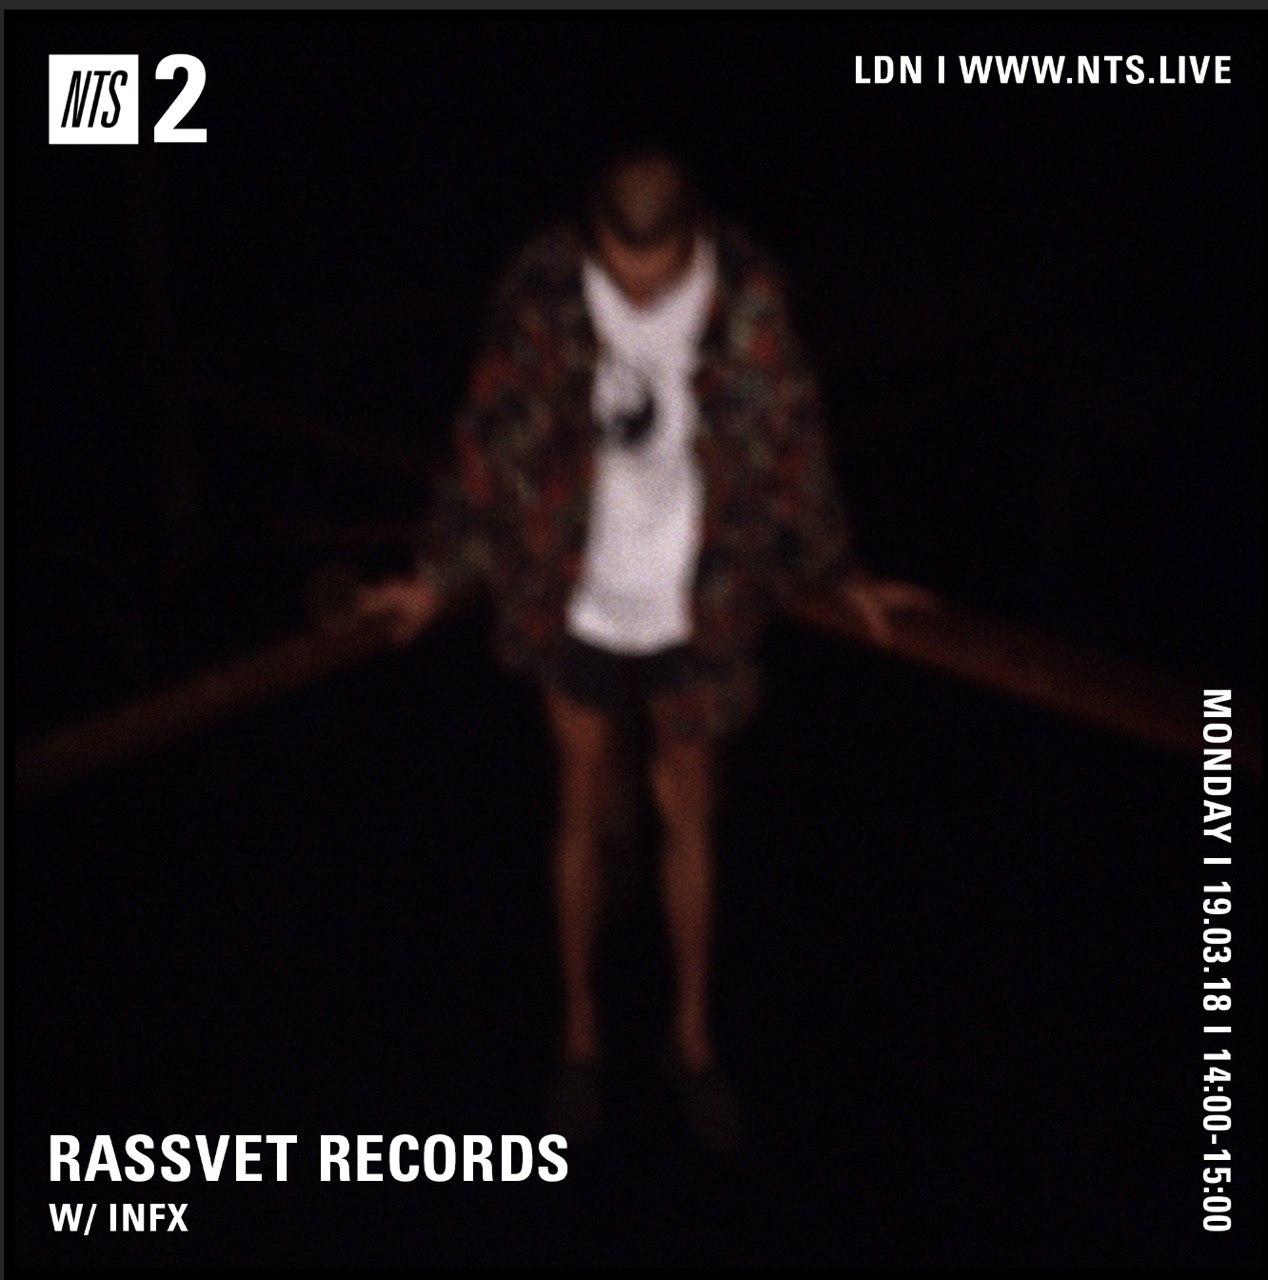 NTS 2
LDN | WWW.NTS.LIVE
MONDAY | 19.03.18 | 14:00-15:00
RASSVET RECORDS
W/ INFX